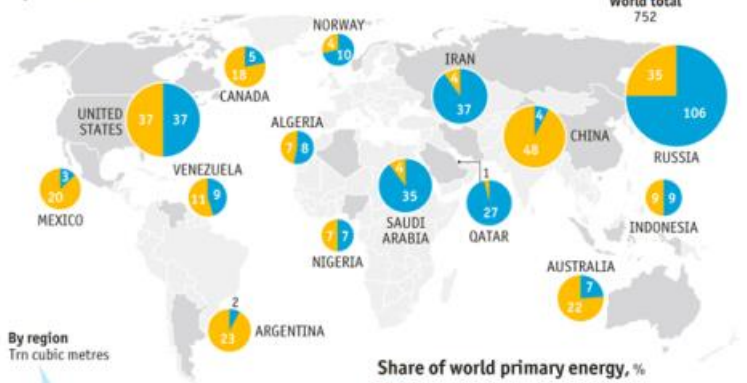 World total
752
NORWAY
4
10
5
18
CANADA
IRAN
4
37
35
106
RUSSIA
UNITED
STATES
37
37
ALGERIA
7
8
4
48
CHINA
VENEZUELA
11
9
3
20
MEXICO
4
35
SAUDI
ARABIA
1
27
QATAR
9
9
INDONESIA
7
7
NIGERIA
AUSTRALIA
7
22
2
23
ARGENTINA
By region
Trn cubic metres
Share of world primary energy, %